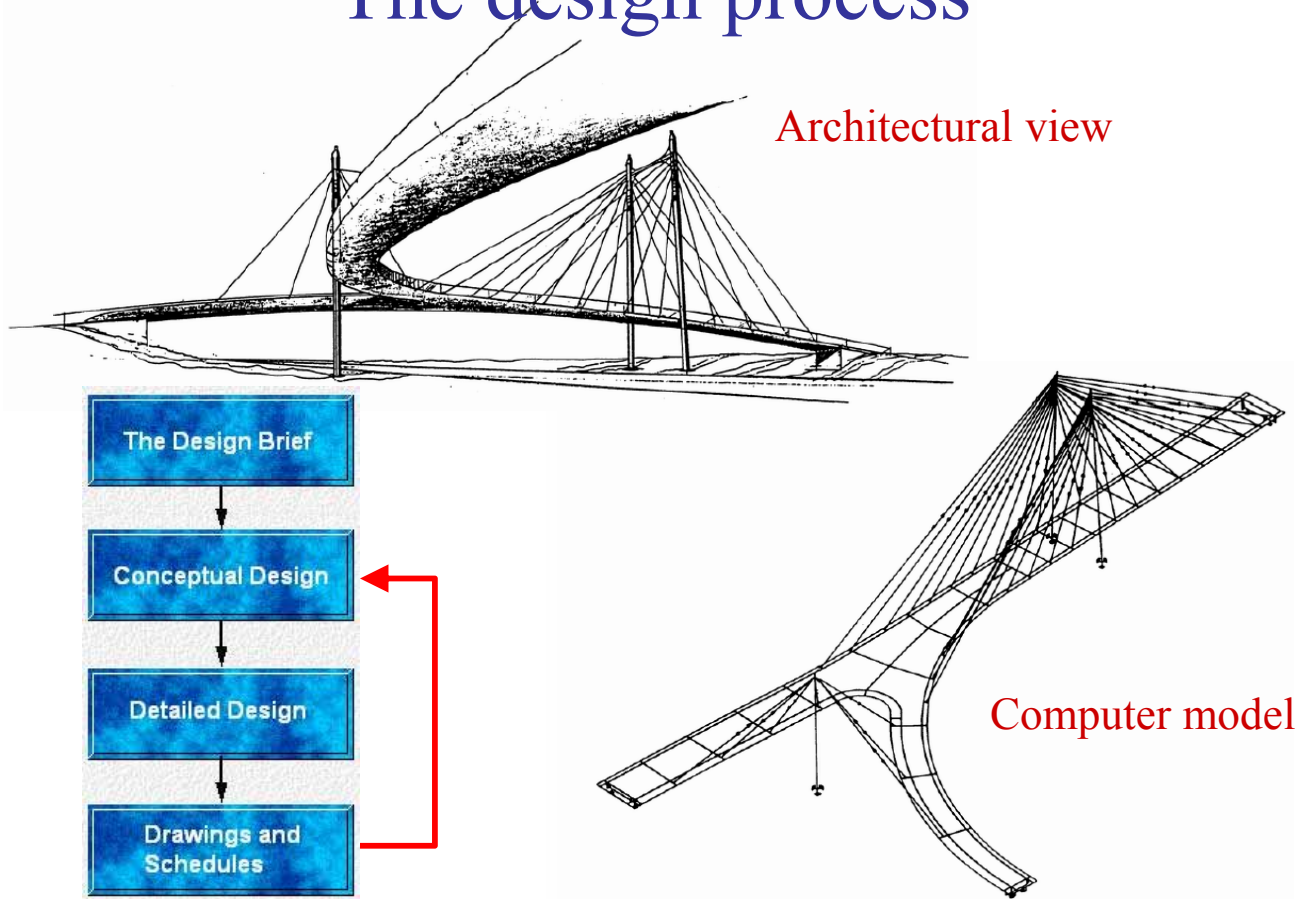 The design process
Architectural view
The Design Brief
Conceptual Design
Detailed Design
Computer model
Drawings and
Schedules